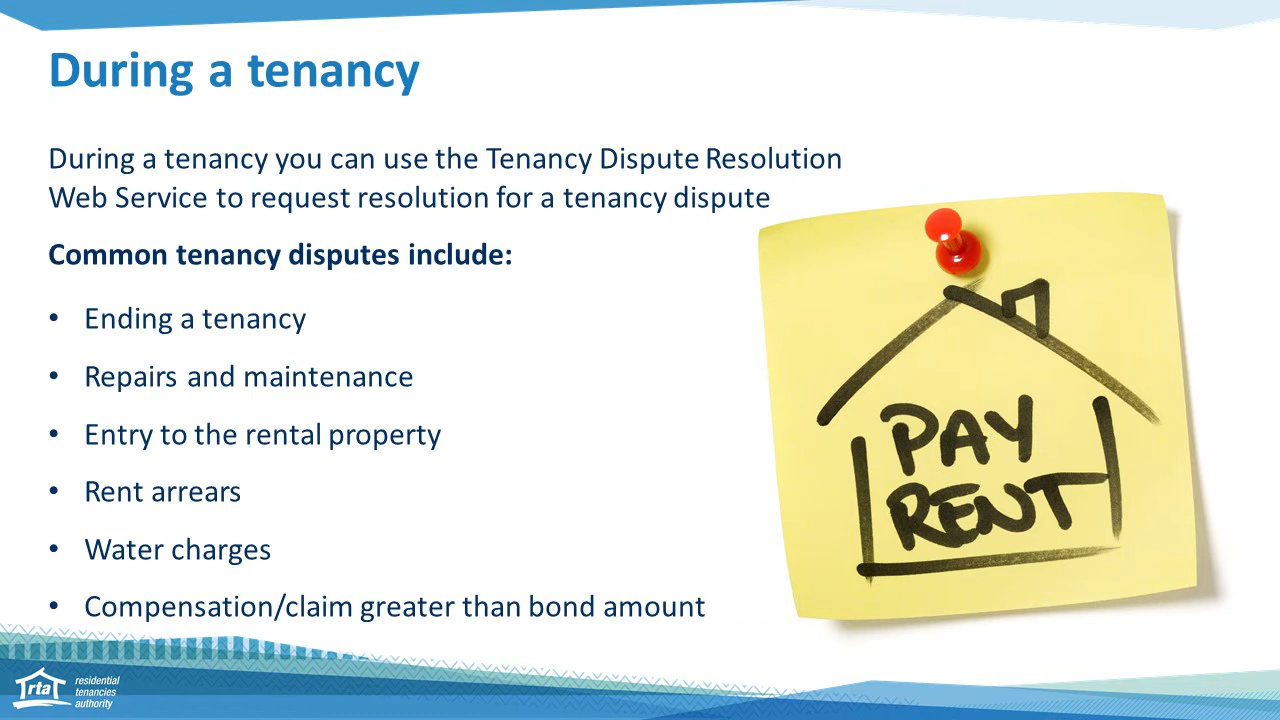 During a tenancy
During a tenancy you can use the Tenancy Dispute Resolution
Web Service to request resolution for a tenancy dispute
Common tenancy disputes include:
• Ending a tenancy
• Repairs and maintenance
• Entry to the rental property
• Rent arrears
• Water charges
• Compensation/claim greater than bond amount
PAY
RENT
rta
residential
tenancies
authority